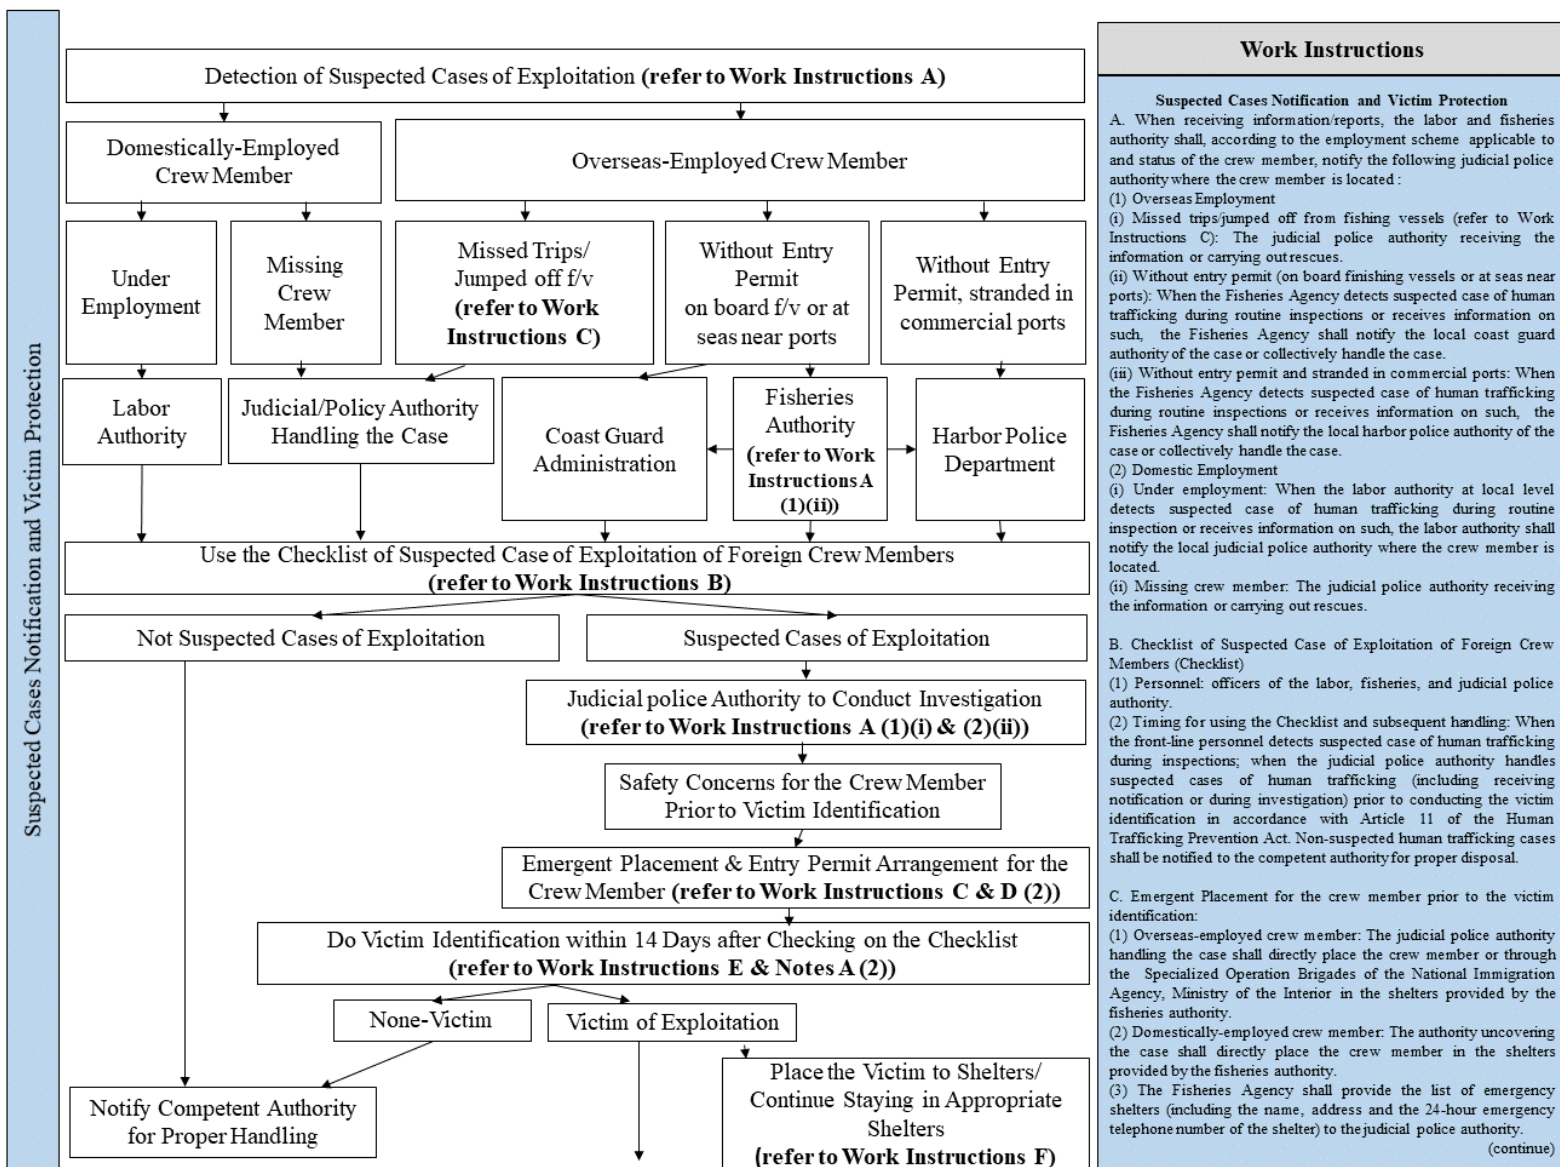 Suspected Cases Notification and Victim Protection
Detection of Suspected Cases of Exploitation (refer to Work Instructions A)
Domestically-Employed
Crew Member
Overseas-Employed Crew Member
Under
Employment
Missing
Crew
Member
Missed Trips/
Jumped off f/v
(refer to Work
Instructions C)
Without Entry
Permit
on board f/v or at
seas near ports
Without Entry
Permit, stranded in
commercial ports
Labor
Authority
Judicial/Policy Authority
Handling the Case
Coast Guard
Administration
Fisheries
Authority
(refer to Work
Instructions A
(1)(ii))
Harbor Police
Department
Use the Checklist of Suspected Case of Exploitation of Foreign Crew Members
(refer to Work Instructions B)
Not Suspected Cases of Exploitation
Suspected Cases of Exploitation
Judicial police Authority to Conduct Investigation
(refer to Work Instructions A (1)(i) & (2)(ii))
Safety Concerns for the Crew Member
Prior to Victim Identification
Emergent Placement & Entry Permit Arrangement for the
Crew Member (refer to Work Instructions C & D (2))
Do Victim Identification within 14 Days after Checking on the Checklist
(refer to Work Instructions E & Notes A (2))
None-Victim
Victim of Exploitation
Notify Competent Authority
for Proper Handling
Place the Victim to Shelters/
Continue Staying in Appropriate
Shelters
(refer to Work Instructions F)
Work Instructions
Suspected Cases Notification and Victim Protection
A. When receiving information/reports, the labor and fisheries
authority shall, according to the employment scheme applicable to
and status of the crew member, notify the following judicial police
authority where the crew member is located :
(1) Overseas Employment
(i) Missed trips/jumped off from fishing vessels (refer to Work
Instructions C): The judicial police authority receiving the
information or carrying out rescues.
(ii) Without entry permit (on board finishing vessels or at seas near
ports): When the Fisheries Agency detects suspected case of human
trafficking during routine inspections or receives information on
such, the Fisheries Agency shall notify the local coast guard
authority of the case or collectively handle the case.
(iii) Without entry permit and stranded in commercial ports: When
the Fisheries Agency detects suspected case of human trafficking
during routine inspections or receives information on such, the
Fisheries Agency shall notify the local harbor police authority of the
case or collectively handle the case.
(2) Domestic Employment
(i) Under employment: When the labor authority at local level
detects suspected case of human trafficking during routine
inspection or receives information on such, the labor authority shall
notify the local judicial police authority where the crew member is
located.
(ii) Missing crew member: The judicial police authority receiving
the information or carrying out rescues.
B. Checklist of Suspected Case of Exploitation of Foreign Crew
Members (Checklist)
(1) Personnel: officers of the labor, fisheries, and judicial police
authority.
(2) Timing for using the Checklist and subsequent handling: When
the front-line personnel detects suspected case of human trafficking
during inspections; when the judicial police authority handles
suspected cases of human trafficking (including receiving
notification or during investigation) prior to conducting the victim
identification in accordance with Article 11 of the Human
Trafficking Prevention Act. Non-suspected human trafficking cases
shall be notified to the competent authority for proper disposal.
C. Emergent Placement for the crew member prior to the victim
identification:
(1) Overseas-employed crew member: The judicial police authority
handling the case shall directly place the crew member or through
the Specialized Operation Brigades of the National Immigration
Agency, Ministry of the Interior in the shelters provided by the
fisheries authority.
(2) Domestically-employed crew member: The authority uncovering
the case shall directly place the crew member in the shelters
provided by the fisheries authority.
(3) The Fisheries Agency shall provide the list of emergency
shelters (including the name, address and the 24-hour emergency
telephone number of the shelter) to the judicial police authority.
(continue)